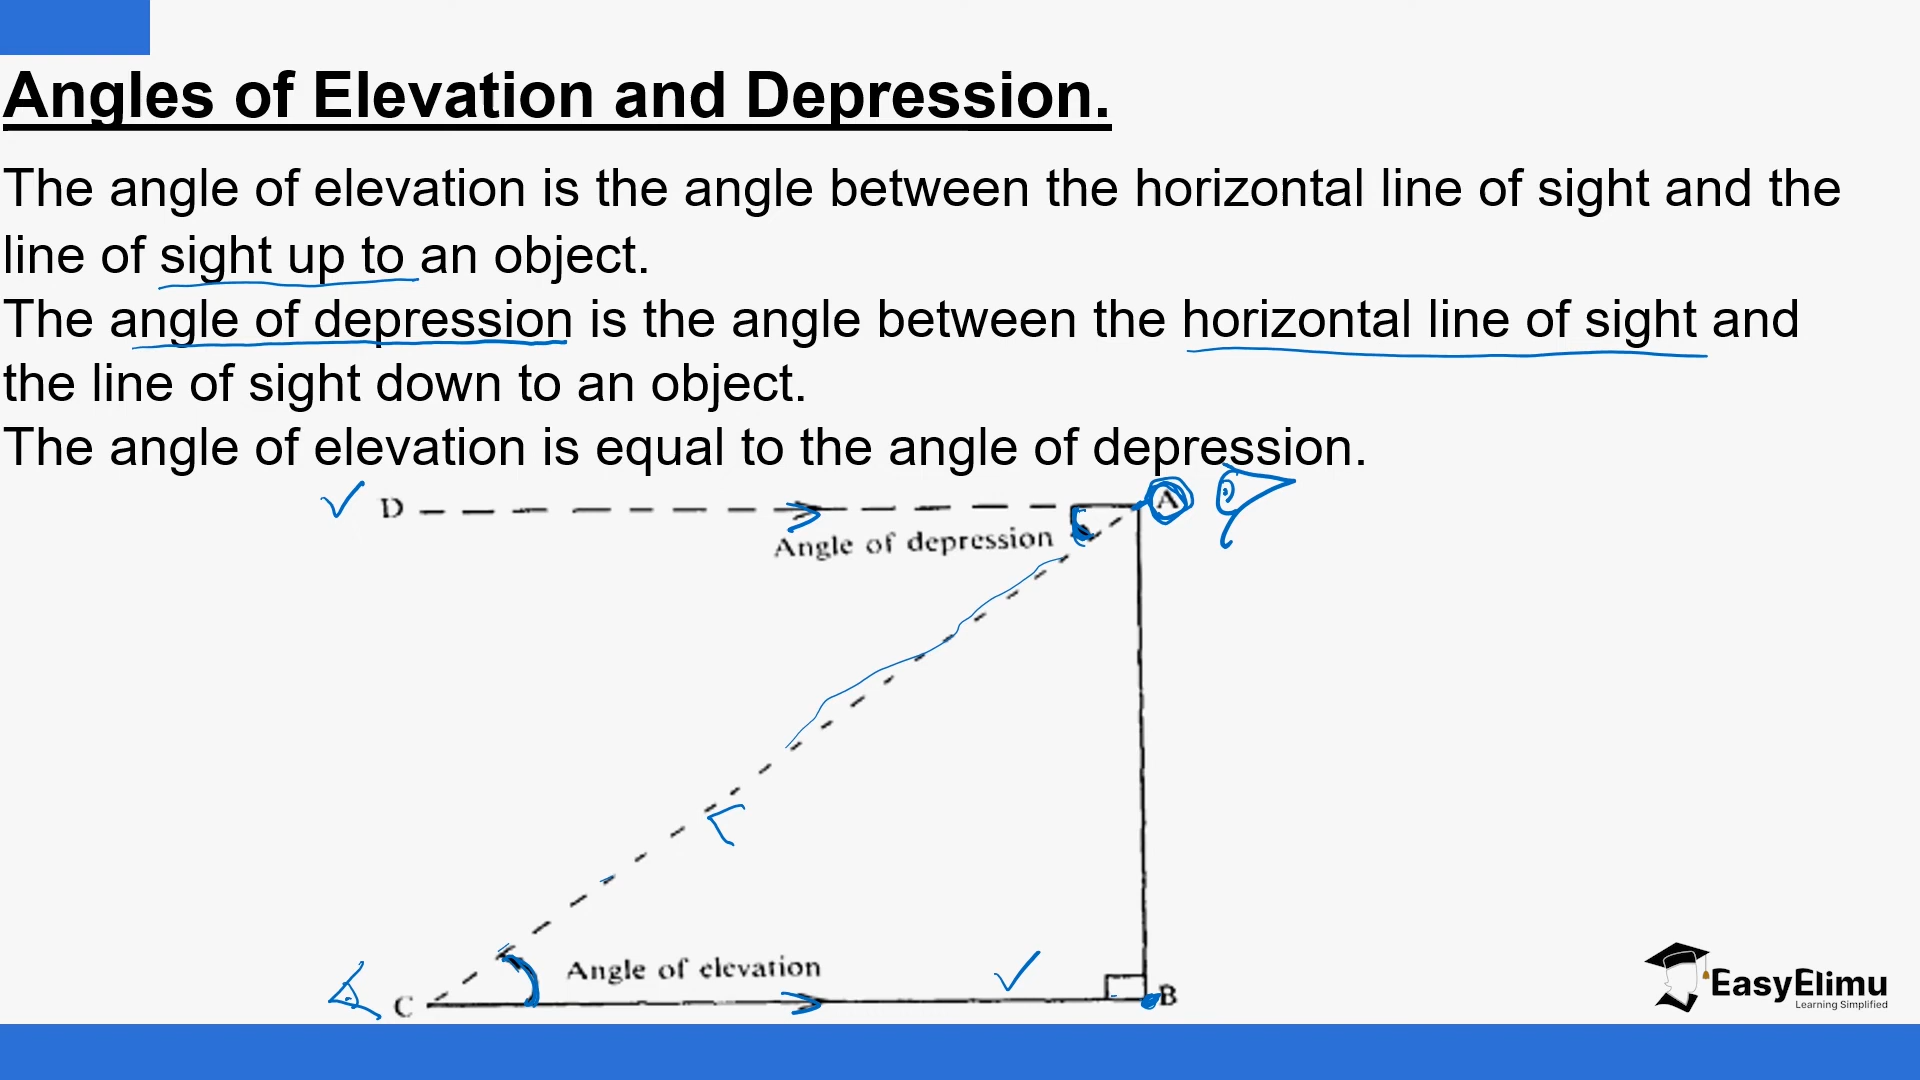 Angles of Elevation and Depression.
The angle of elevation is the angle between the horizontal line of sight and the
line of sight up to an object.
The angle of depression is the angle between the horizontal line of sight and
the line of sight down to an object.
The angle of elevation is equal to the angle of depression.
D
A
Angle of depression
Angle of elevation
C
B
EasyElimu
Learning Simplified